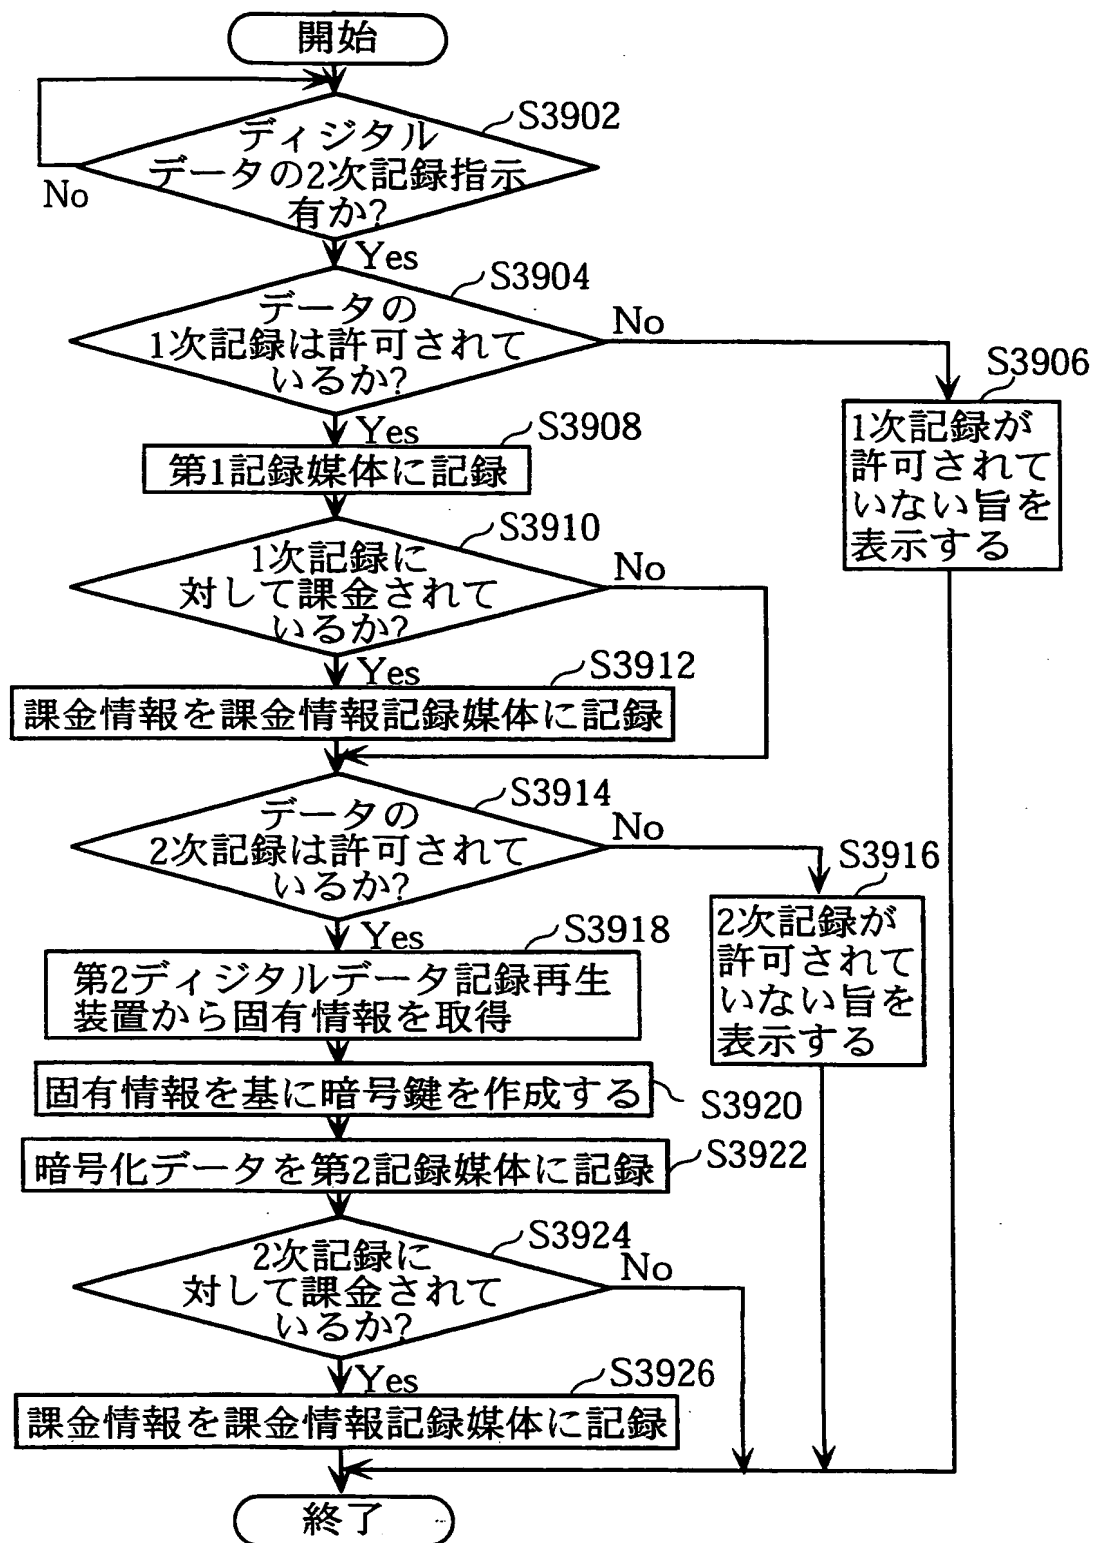 開始
S3902
ディジタル
データの2次記録指示
有か?
No
Yes
S3904
データの
1次記録は許可されて
いるか?
No
S3906
1次記録が
許可されて
いない旨を
表示する
Yes
S3908
第1記録媒体に記録
S3910
1次記録に
対して課金されて
いるか?
No
Yes
S3912
課金情報を課金情報記録媒体に記録
S3914
データの
2次記録は許可されて
いるか?
No
S3916
2次記録が
許可されて
いない旨を
表示する
Yes
S3918
第2ディジタルデータ記録再生
装置から固有情報を取得
固有情報を基に暗号鍵を作成する
S3920
暗号化データを第2記録媒体に記録
S3922
S3924
2次記録に
対して課金されて
いるか?
No
Yes
S3926
課金情報を課金情報記録媒体に記録
終了